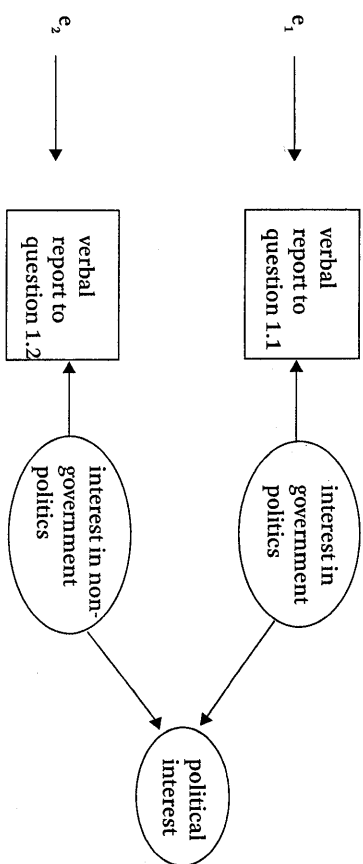 political
interest
interest in
government
politics
interest in non-
government
politics
verbal
report to
question 1.1
verbal
report to
question 1.2
e₁
e₂